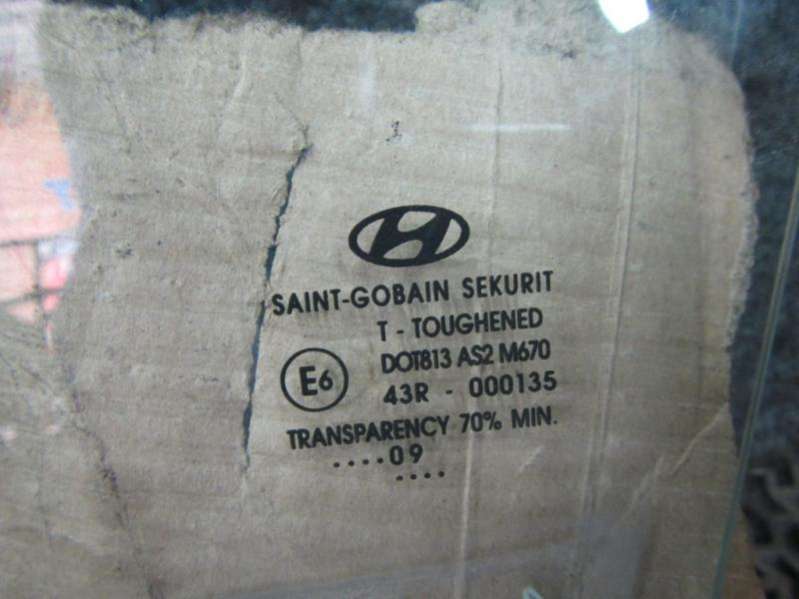 SAINT-GOBAIN SEKURIT
T - TOUGHENED
DOT813 AS2 M670
E6
43R - 000135
TRANSPARENCY 70% MIN.
....09
....